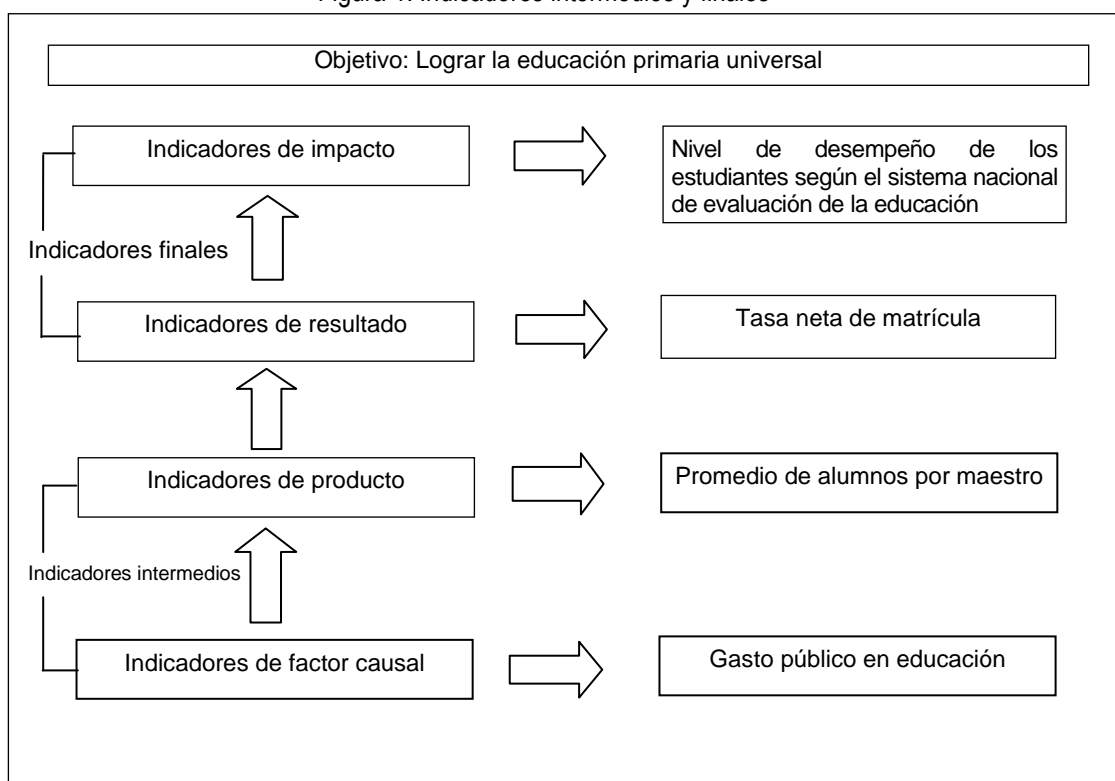 Objetivo: Lograr la educación primaria universal
Indicadores de impacto
Nivel de desempeño de los
estudiantes según el sistema nacional
de evaluación de la educación
Indicadores finales
Indicadores de resultado
Tasa neta de matrícula
Indicadores de producto
Promedio de alumnos por maestro
Indicadores intermedios
Indicadores de factor causal
Gasto público en educación